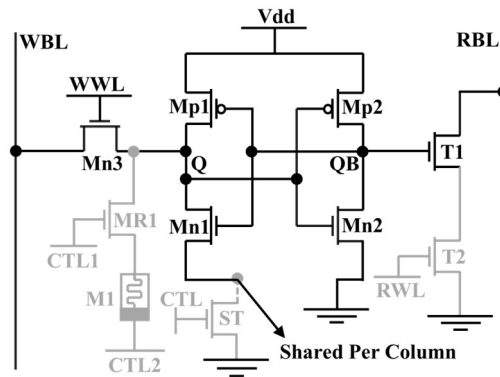 Vdd
WBL
RBL
WWL
Mp1
Mp2
Mn3
Q
QB
T1
MR1
Mn1
Mn2
CTL1
T2
M1
CTL
ST
RWL
CTL2
Shared Per Column